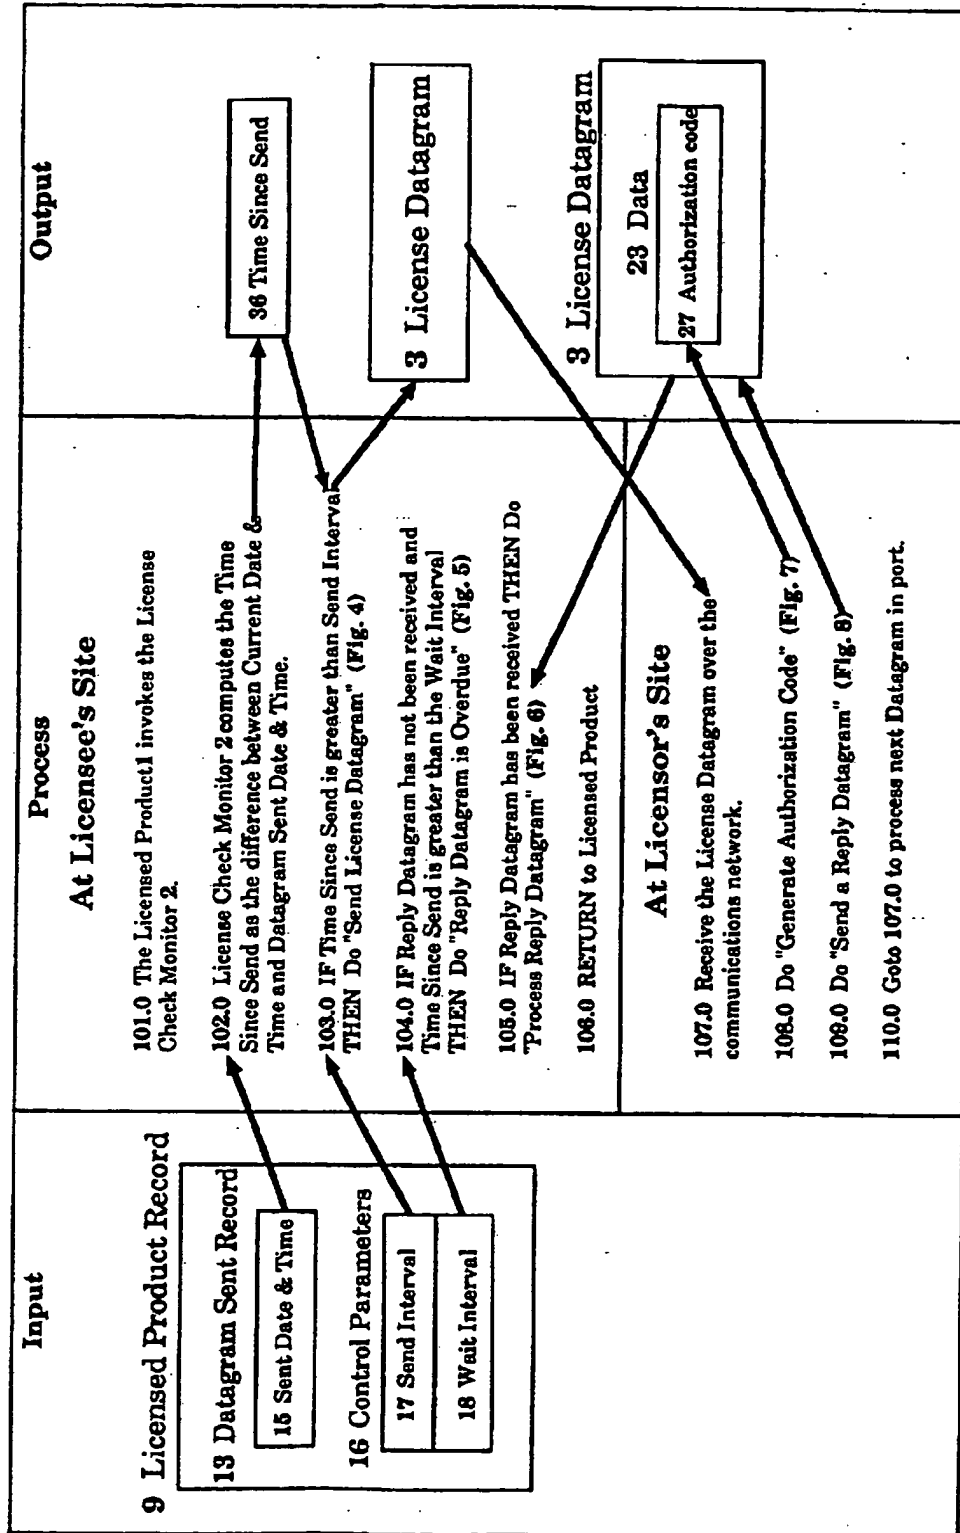 Input
9 Licensed Product Record
13 Datagram Sent Record
15 Sent Date & Time
16 Control Parameters
17 Send Interval
18 Wait Interval
Process
At Licensee's Site
101.0 The Licensed Product1 invokes the License
Check Monitor 2.
102.0 License Check Monitor 2 computes the Time
Since Send as the difference between Current Date &
Time and Datagram Sent Date & Time.
103.0 IF Time Since Send is greater than Send Interval
THEN Do "Send License Datagram" (Fig. 4)
104.0 IF Reply Datagram has not been received and
Time Since Send is greater than the Wait Interval
THEN Do "Reply Datagram is Overdue" (Fig. 5)
105.0 IF Reply Datagram has been received THEN Do
"Process Reply Datagram" (Fig. 6)
106.0 RETURN to Licensed Product
At Licensor's Site
107.0 Receive the License Datagram over the
communications network.
108.0 Do "Generate Authorization Code" (Fig. 7)
109.0 Do "Send a Reply Datagram" (Fig. 8)
110.0 Goto 107.0 to process next Datagram in port.
Output
36 Time Since Send
3 License Datagram
3 License Datagram
23 Data
27 Authorization code